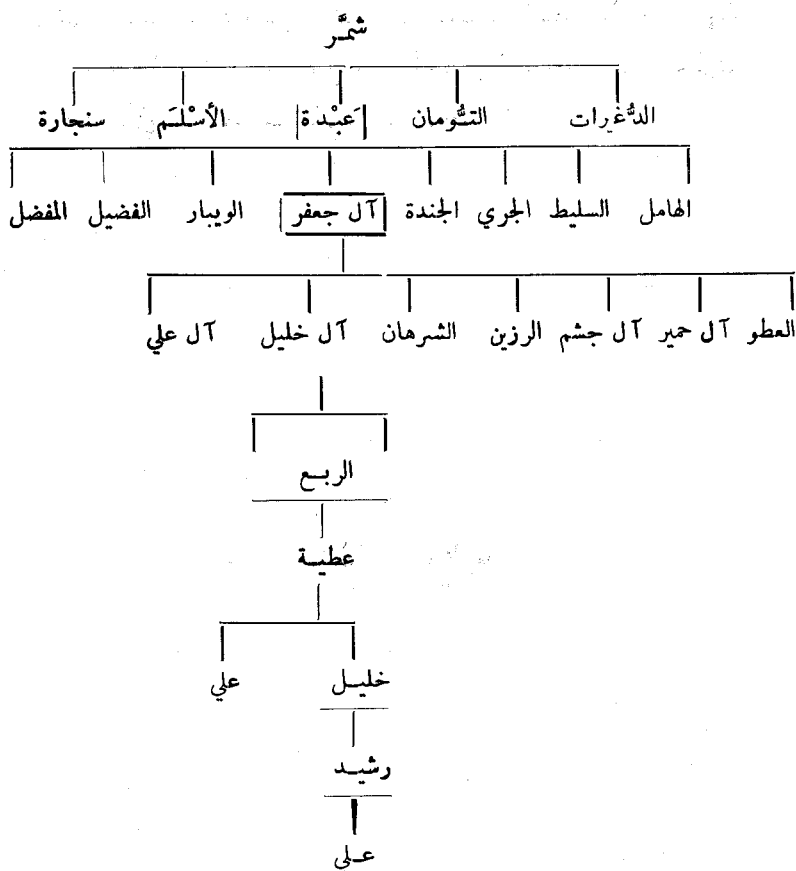 شمَّر
الدُّغيرات التُّومان عَبْدة الأسْلَم سنجارة
الهامل السليط الجري الجندة آل جعفر الويبار الفضيل المفضل
العطو آل حمير آل جشم الرزين الشرهان آل خليل آل علي
الربع
عطية
خليل علي
رشيد
علي